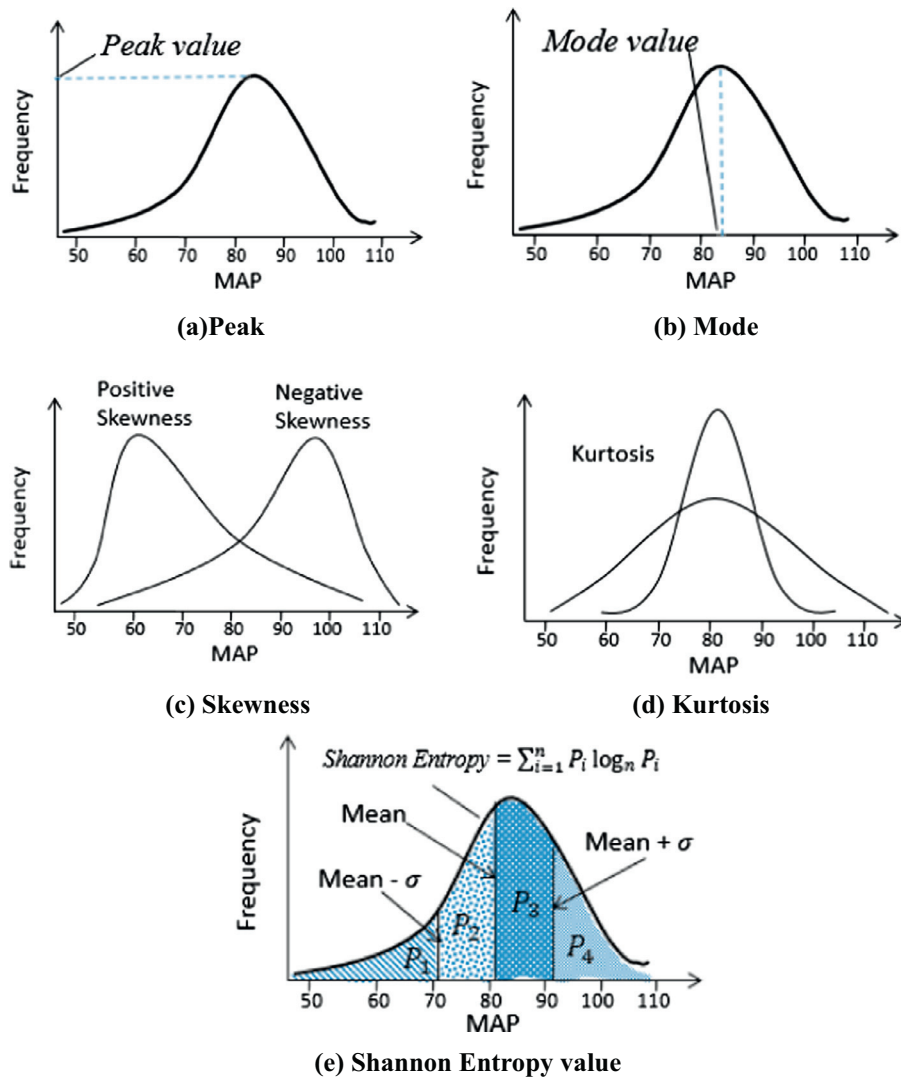 Peak value
Frequency
50 60 70 80 90 100 110
MAP
(a)Peak
Mode value
Frequency
50 60 70 80 90 100 110
MAP
(b) Mode
Positive
Skewness
Negative
Skewness
Frequency
50 60 70 80 90 100 110
MAP
(c) Skewness
Kurtosis
Frequency
50 60 70 80 90 100 110
MAP
(d) Kurtosis
Shannon Entropy = ∑ⁿᵢ₌₁ Pᵢ logₙ Pᵢ
Mean
Mean + σ
Mean - σ
Frequency
P₁ P₂ P₃ P₄
50 60 70 80 90 100 110
MAP
(e) Shannon Entropy value